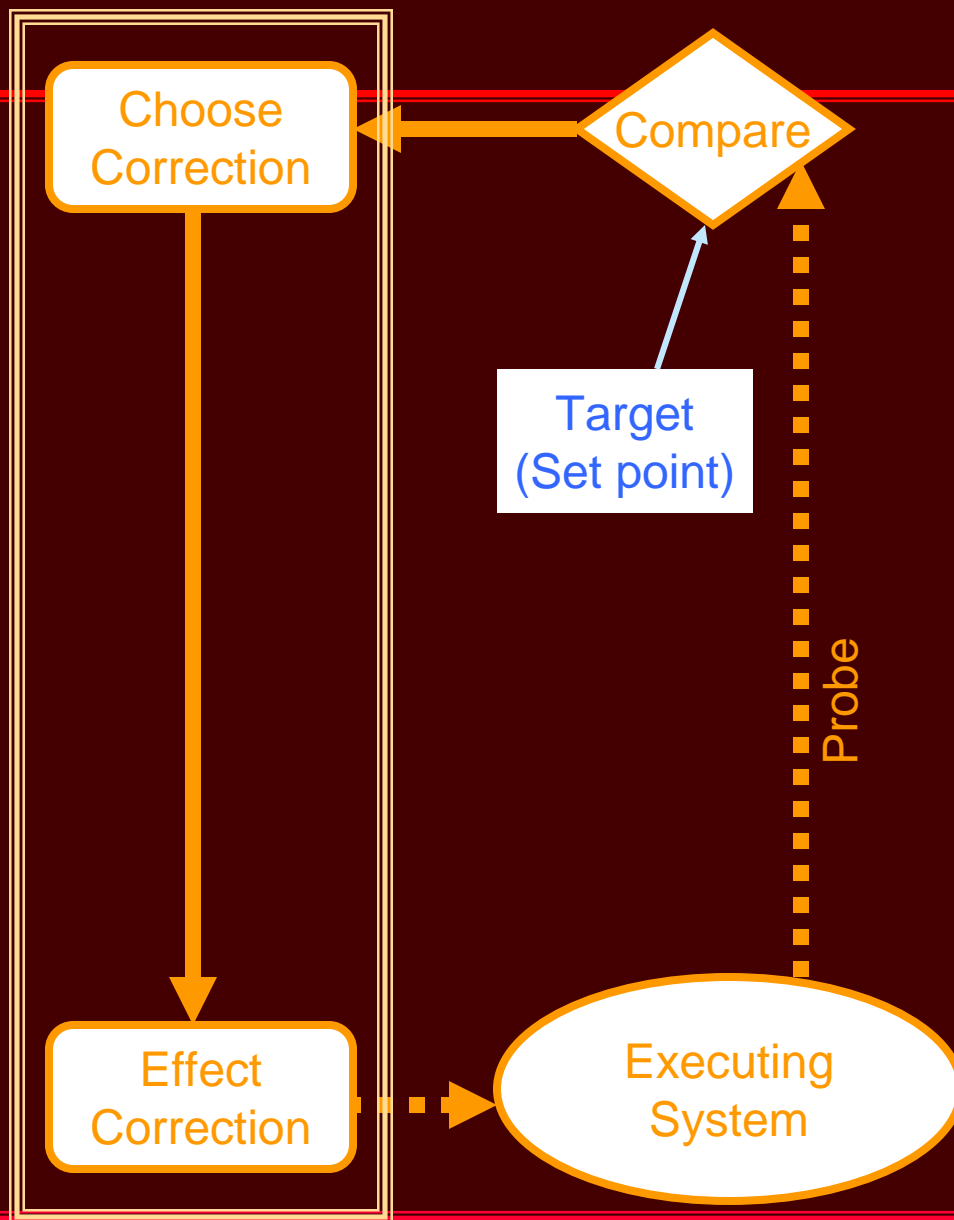 Choose
Correction
Compare
Target
(Set point)
Probe
Effect
Correction
Executing
System